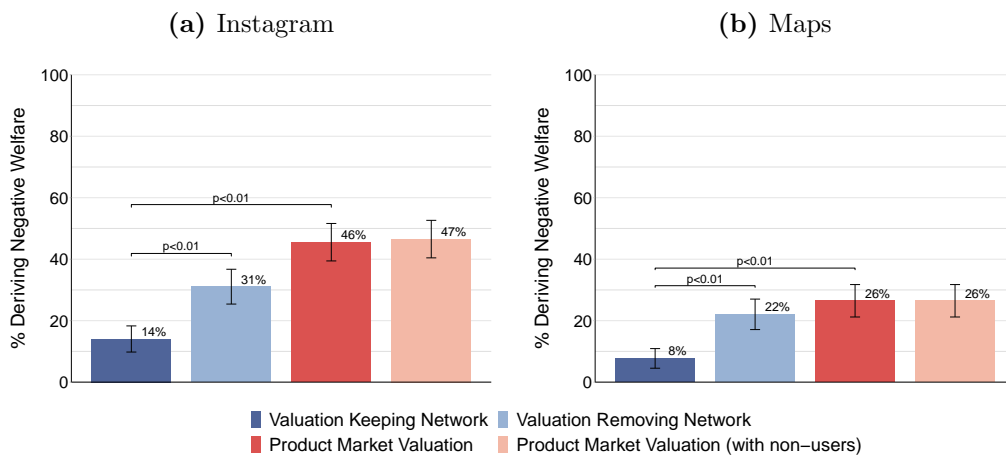 (a) Instagram
% Deriving Negative Welfare
100
80
60
40
20
0
p<0.01
p<0.01
14%
31%
46%
47%
(b) Maps
% Deriving Negative Welfare
100
80
60
40
20
0
p<0.01
p<0.01
8%
22%
26%
26%
Valuation Keeping Network
Valuation Removing Network
Product Market Valuation
Product Market Valuation (with non−users)